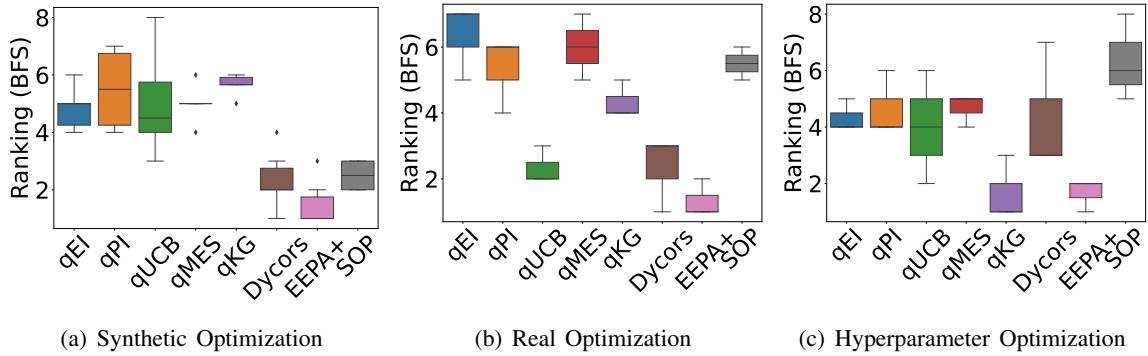 Ranking (BFS)
8
6
4
2
qEI
qPI
qUCB
qMES
qKG
Dycors
EEPA+
SOP
(a) Synthetic Optimization
Ranking (BFS)
6
4
2
qEI
qPI
qUCB
qMES
qKG
Dycors
EEPA+
SOP
(b) Real Optimization
Ranking (BFS)
8
6
4
2
qEI
qPI
qUCB
qMES
qKG
Dycors
EEPA+
SOP
(c) Hyperparameter Optimization